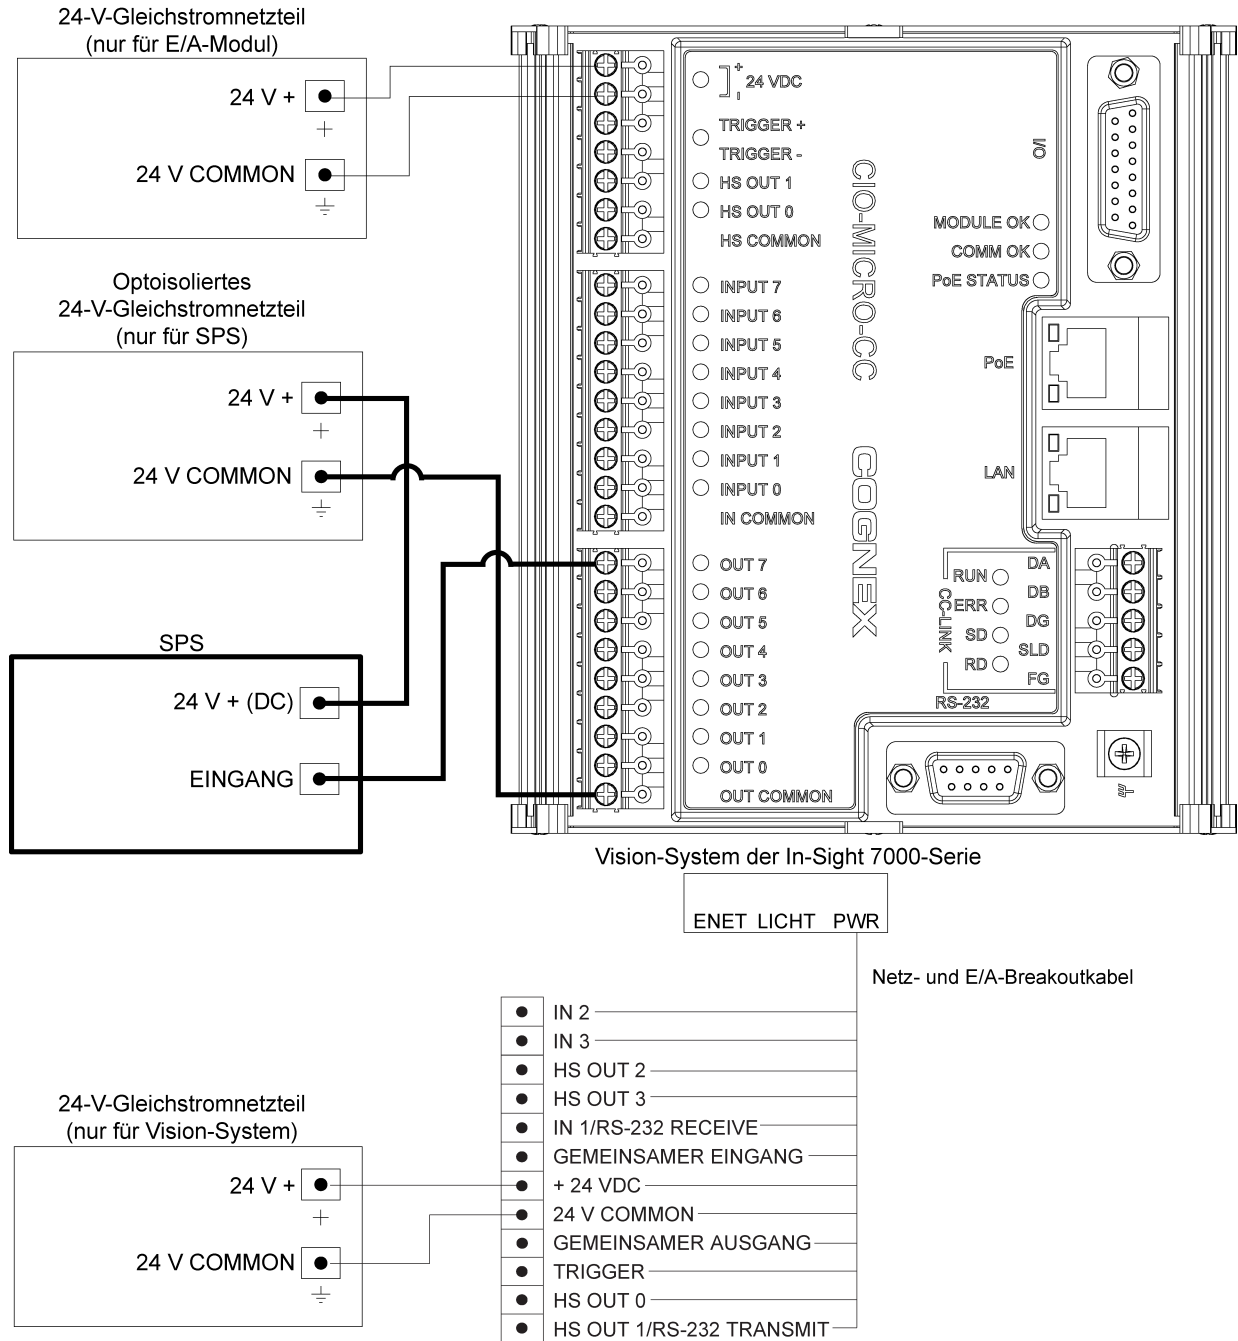 24-V-Gleichstromnetzteil
(nur für E/A-Modul)
24 V +
24 V COMMON
Optoisoliertes
24-V-Gleichstromnetzteil
(nur für SPS)
24 V +
24 V COMMON
SPS
24 V + (DC)
EINGANG
+
-
24 VDC
TRIGGER +
TRIGGER -
HS OUT 1
HS OUT 0
HS COMMON
INPUT 7
INPUT 6
INPUT 5
INPUT 4
INPUT 3
INPUT 2
INPUT 1
INPUT 0
IN COMMON
OUT 7
OUT 6
OUT 5
OUT 4
OUT 3
OUT 2
OUT 1
OUT 0
OUT COMMON
CIO-MICRO-CC
COGNEX
I/O
MODULE OK
COMM OK
PoE STATUS
PoE
LAN
CC-LINK
RUN
ERR
SD
RD
DA
DB
DG
SLD
FG
RS-232
Vision-System der In-Sight 7000-Serie
ENET LICHT PWR
Netz- und E/A-Breakoutkabel
IN 2
IN 3
HS OUT 2
HS OUT 3
IN 1/RS-232 RECEIVE
GEMEINSAMER EINGANG
+ 24 VDC
24 V COMMON
GEMEINSAMER AUSGANG
TRIGGER
HS OUT 0
HS OUT 1/RS-232 TRANSMIT
24-V-Gleichstromnetzteil
(nur für Vision-System)
24 V +
24 V COMMON